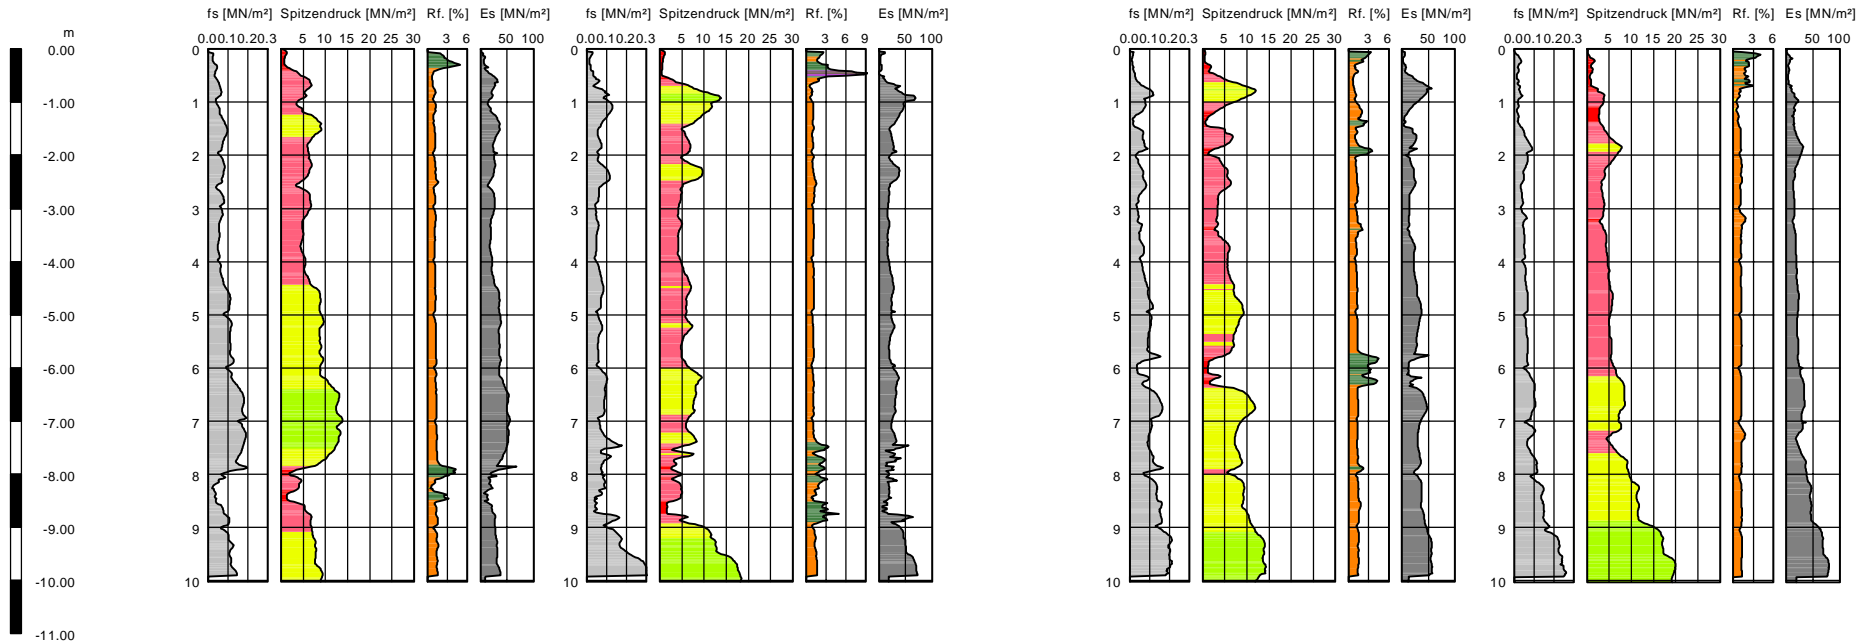 fs [MN/m²] Spitzendruck [MN/m²] Rf. [%] Es [MN/m²] fs [MN/m²] Spitzendruck [MN/m²] Rf. [%] Es [MN/m²] fs [MN/m²] Spitzendruck [MN/m²] Rf. [%] Es [MN/m²] fs [MN/m²] Spitzendruck [MN/m²] Rf. [%] Es [MN/m²]
m
0.00.10.20.3 5 10 15 20 25 30 3 6 50 100 0.00.10.20.3 5 10 15 20 25 30 3 6 9 50 100 0.00.10.20.3 5 10 15 20 25 30 3 6 50 100 0.00.10.20.3 5 10 15 20 25 30 3 6 50 100
0.00 0 0 0 0
-1.00 1 1 1 1
-2.00 2 2 2 2
-3.00 3 3 3 3
-4.00 4 4 4 4
-5.00 5 5 5 5
-6.00 6 6 6 6
-7.00 7 7 7 7
-8.00 8 8 8 8
-9.00 9 9 9 9
-10.00 10 10 10 10
-11.00